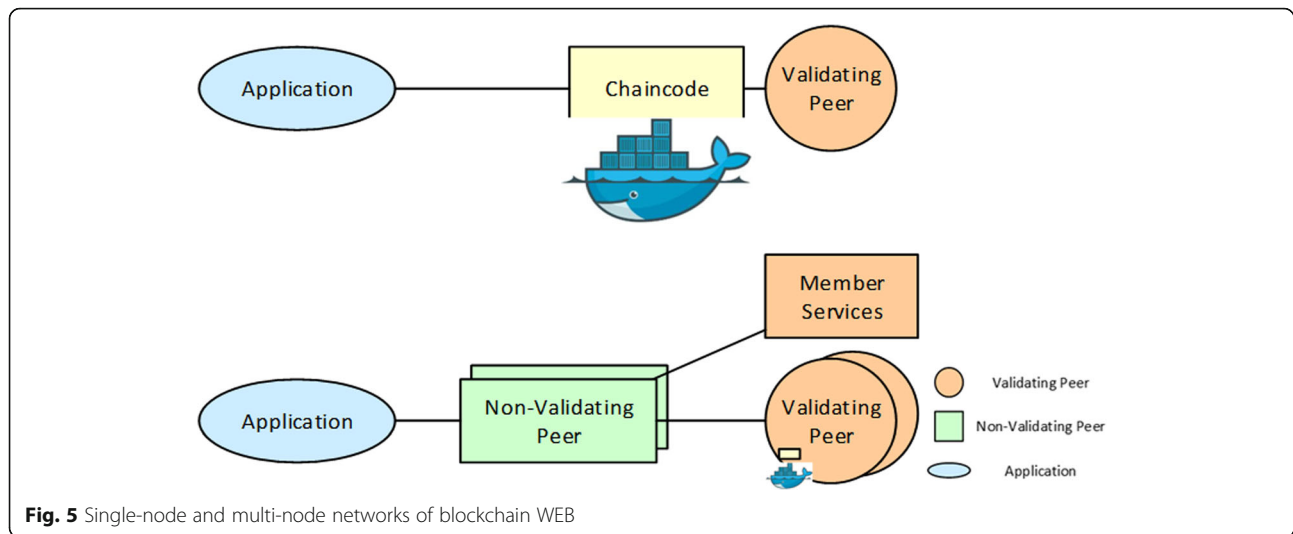 Application
Chaincode
Validating
Peer
Member
Services
Application
Non-Validating
Peer
Validating
Peer
Validating Peer
Non-Validating Peer
Application
Fig. 5 Single-node and multi-node networks of blockchain WEB